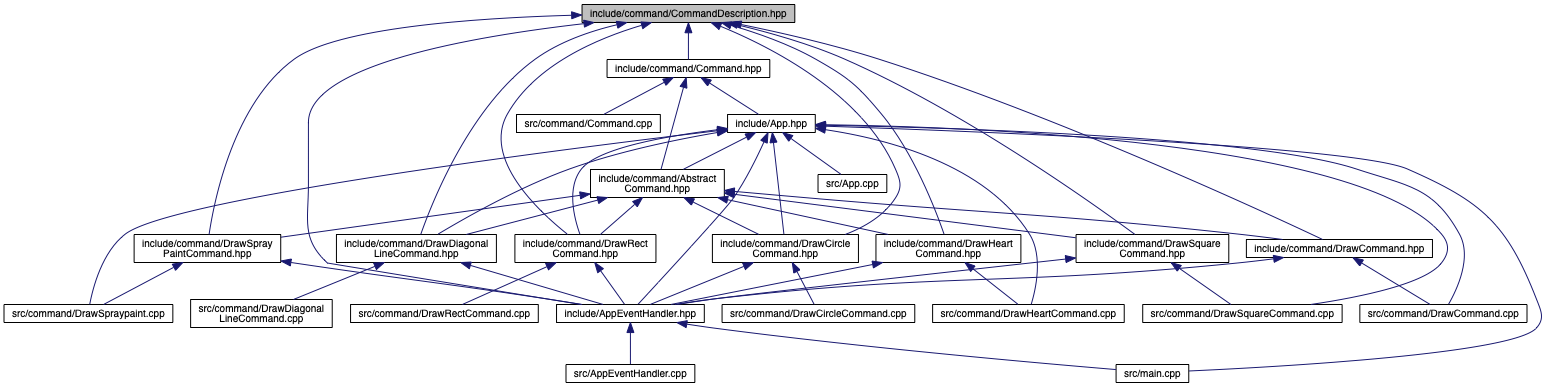 include/command/CommandDescription.hpp
include/command/Command.hpp
src/command/Command.cpp
include/App.hpp
include/command/Abstract
Command.hpp
src/App.cpp
include/command/DrawSpray
PaintCommand.hpp
include/command/DrawDiagonal
LineCommand.hpp
include/command/DrawRect
Command.hpp
include/command/DrawCircle
Command.hpp
include/command/DrawHeart
Command.hpp
include/command/DrawSquare
Command.hpp
include/command/DrawCommand.hpp
src/command/DrawSpraypaint.cpp
src/command/DrawDiagonal
LineCommand.cpp
src/command/DrawRectCommand.cpp
include/AppEventHandler.hpp
src/command/DrawCircleCommand.cpp
src/command/DrawHeartCommand.cpp
src/command/DrawSquareCommand.cpp
src/command/DrawCommand.cpp
src/AppEventHandler.cpp
src/main.cpp